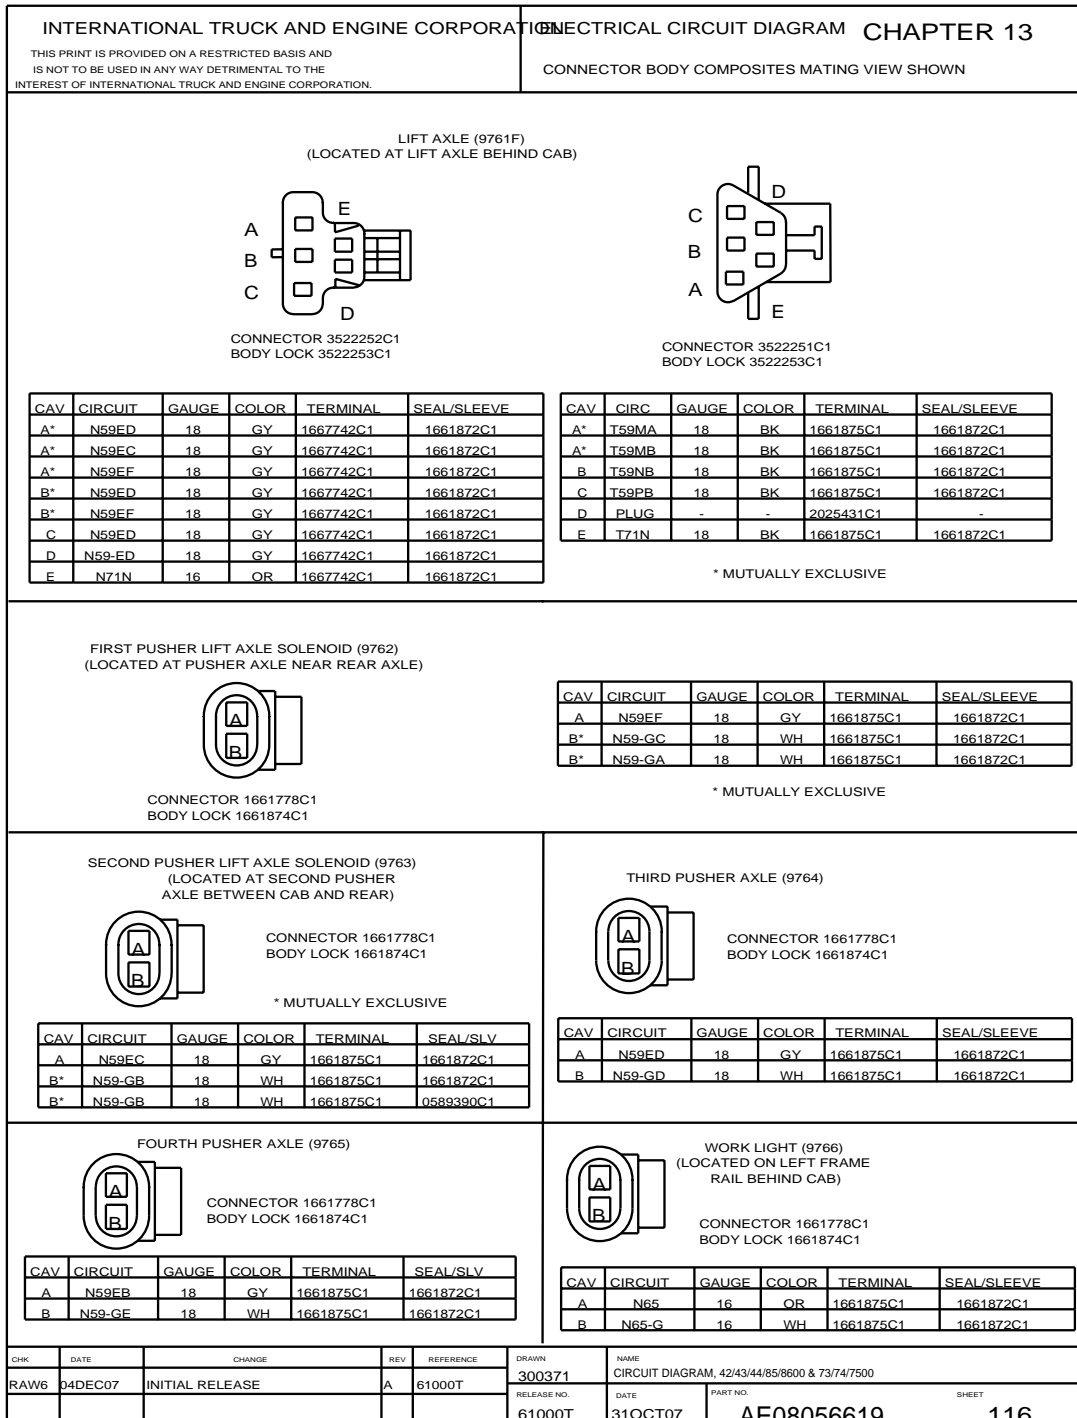 INTERNATIONAL TRUCK AND ENGINE CORPORATION
THIS PRINT IS PROVIDED ON A RESTRICTED BASIS AND
IS NOT TO BE USED IN ANY WAY DETRIMENTAL TO THE
INTEREST OF INTERNATIONAL TRUCK AND ENGINE CORPORATION.
ELECTRICAL CIRCUIT DIAGRAM CHAPTER 13
CONNECTOR BODY COMPOSITES MATING VIEW SHOWN
LIFT AXLE (9761F)
(LOCATED AT LIFT AXLE BEHIND CAB)
A
B
C
E
D
CONNECTOR 3522252C1
BODY LOCK 3522253C1
C
B
A
D
E
CONNECTOR 3522251C1
BODY LOCK 3522253C1
CAV CIRCUIT GAUGE COLOR TERMINAL SEAL/SLEEVE
A* N59ED 18 GY 1667742C1 1661872C1
A* N59EC 18 GY 1667742C1 1661872C1
A* N59EF 18 GY 1667742C1 1661872C1
B* N59ED 18 GY 1667742C1 1661872C1
B* N59EF 18 GY 1667742C1 1661872C1
C N59ED 18 GY 1667742C1 1661872C1
D N59-ED 18 GY 1667742C1 1661872C1
E N71N 16 OR 1667742C1 1661872C1
CAV CIRC GAUGE COLOR TERMINAL SEAL/SLEEVE
A* T59MA 18 BK 1661875C1 1661872C1
A* T59MB 18 BK 1661875C1 1661872C1
B T59NB 18 BK 1661875C1 1661872C1
C T59PB 18 BK 1661875C1 1661872C1
D PLUG - - 2025431C1 -
E T71N 18 BK 1661875C1 1661872C1
* MUTUALLY EXCLUSIVE
FIRST PUSHER LIFT AXLE SOLENOID (9762)
(LOCATED AT PUSHER AXLE NEAR REAR AXLE)
A
B
CONNECTOR 1661778C1
BODY LOCK 1661874C1
CAV CIRCUIT GAUGE COLOR TERMINAL SEAL/SLEEVE
A N59EF 18 GY 1661875C1 1661872C1
B* N59-GC 18 WH 1661875C1 1661872C1
B* N59-GA 18 WH 1661875C1 1661872C1
* MUTUALLY EXCLUSIVE
SECOND PUSHER LIFT AXLE SOLENOID (9763)
(LOCATED AT SECOND PUSHER
AXLE BETWEEN CAB AND REAR)
A
B
CONNECTOR 1661778C1
BODY LOCK 1661874C1
* MUTUALLY EXCLUSIVE
CAV CIRCUIT GAUGE COLOR TERMINAL SEAL/SLV
A N59EC 18 GY 1661875C1 1661872C1
B* N59-GB 18 WH 1661875C1 1661872C1
B* N59-GB 18 WH 1661875C1 0589390C1
THIRD PUSHER AXLE (9764)
A
B
CONNECTOR 1661778C1
BODY LOCK 1661874C1
CAV CIRCUIT GAUGE COLOR TERMINAL SEAL/SLEEVE
A N59ED 18 GY 1661875C1 1661872C1
B N59-GD 18 WH 1661875C1 1661872C1
FOURTH PUSHER AXLE (9765)
A
B
CONNECTOR 1661778C1
BODY LOCK 1661874C1
CAV CIRCUIT GAUGE COLOR TERMINAL SEAL/SLV
A N59EB 18 GY 1661875C1 1661872C1
B N59-GE 18 WH 1661875C1 1661872C1
WORK LIGHT (9766)
(LOCATED ON LEFT FRAME
RAIL BEHIND CAB)
A
B
CONNECTOR 1661778C1
BODY LOCK 1661874C1
CAV CIRCUIT GAUGE COLOR TERMINAL SEAL/SLEEVE
A N65 16 OR 1661875C1 1661872C1
B N65-G 16 WH 1661875C1 1661872C1
CHK DATE CHANGE REV REFERENCE
RAW6 04DEC07 INITIAL RELEASE A 61000T
DRAWN
300371
NAME
CIRCUIT DIAGRAM, 42/43/44/85/8600 & 73/74/7500
RELEASE NO. DATE PART NO. SHEET
61000T 31OCT07 AE08056619 116